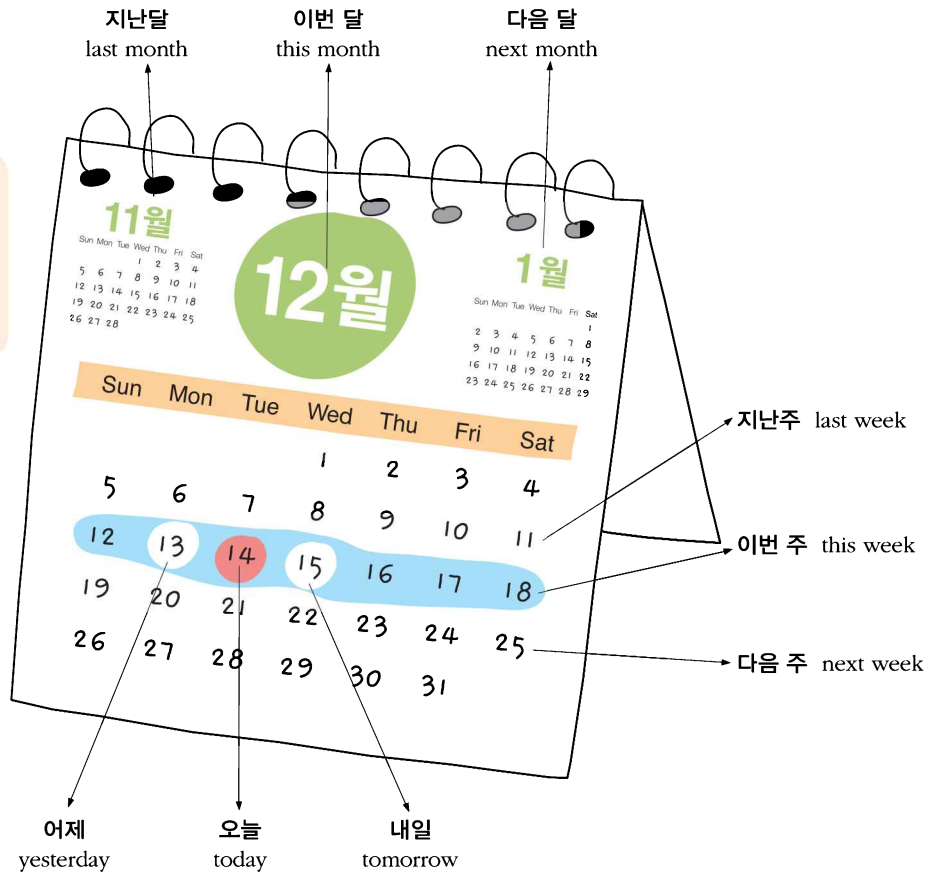 지난달 이번 달 다음 달
last month this month next month
11월
Sun Mon Tue Wed Thu Fri Sat
1 2 3 4
5 6 7 8 9 10 11
12 13 14 15 16 17 18
19 20 21 22 23 24 25
26 27 28
12월
1월
Sun Mon Tue Wed Thu Fri Sat
1
2 3 4 5 6 7 8
9 10 11 12 13 14 15
16 17 18 19 20 21 22
23 24 25 26 27 28 29
Sun Mon Tue Wed Thu Fri Sat
1 2 3 4
5 6 7 8 9 10 11
12 13 14 15 16 17 18
19 20 21 22 23 24 25
26 27 28 29 30 31
지난주 last week
이번 주 this week
다음 주 next week
어제 오늘 내일
yesterday today tomorrow